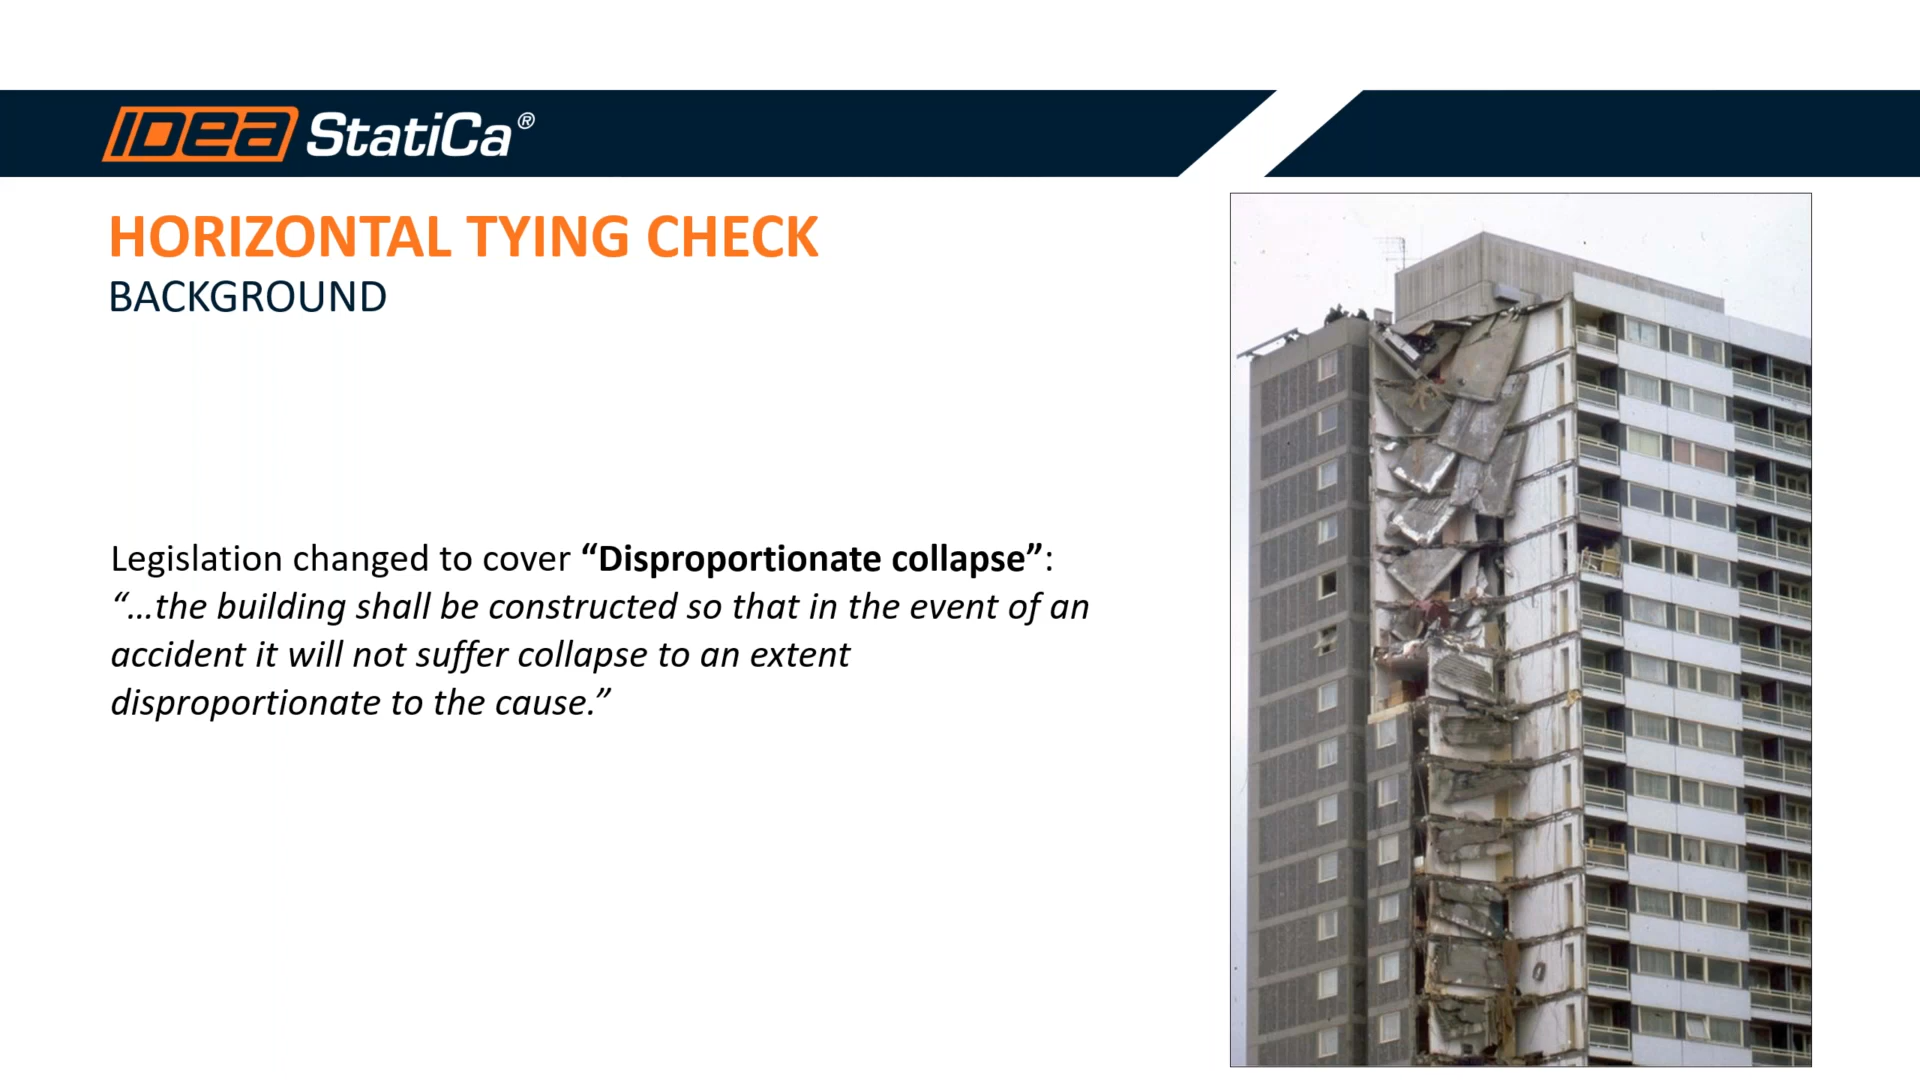 IDEA StatiCa®
HORIZONTAL TYING CHECK
BACKGROUND
Legislation changed to cover “Disproportionate collapse”:
“…the building shall be constructed so that in the event of an
accident it will not suffer collapse to an extent
disproportionate to the cause.”